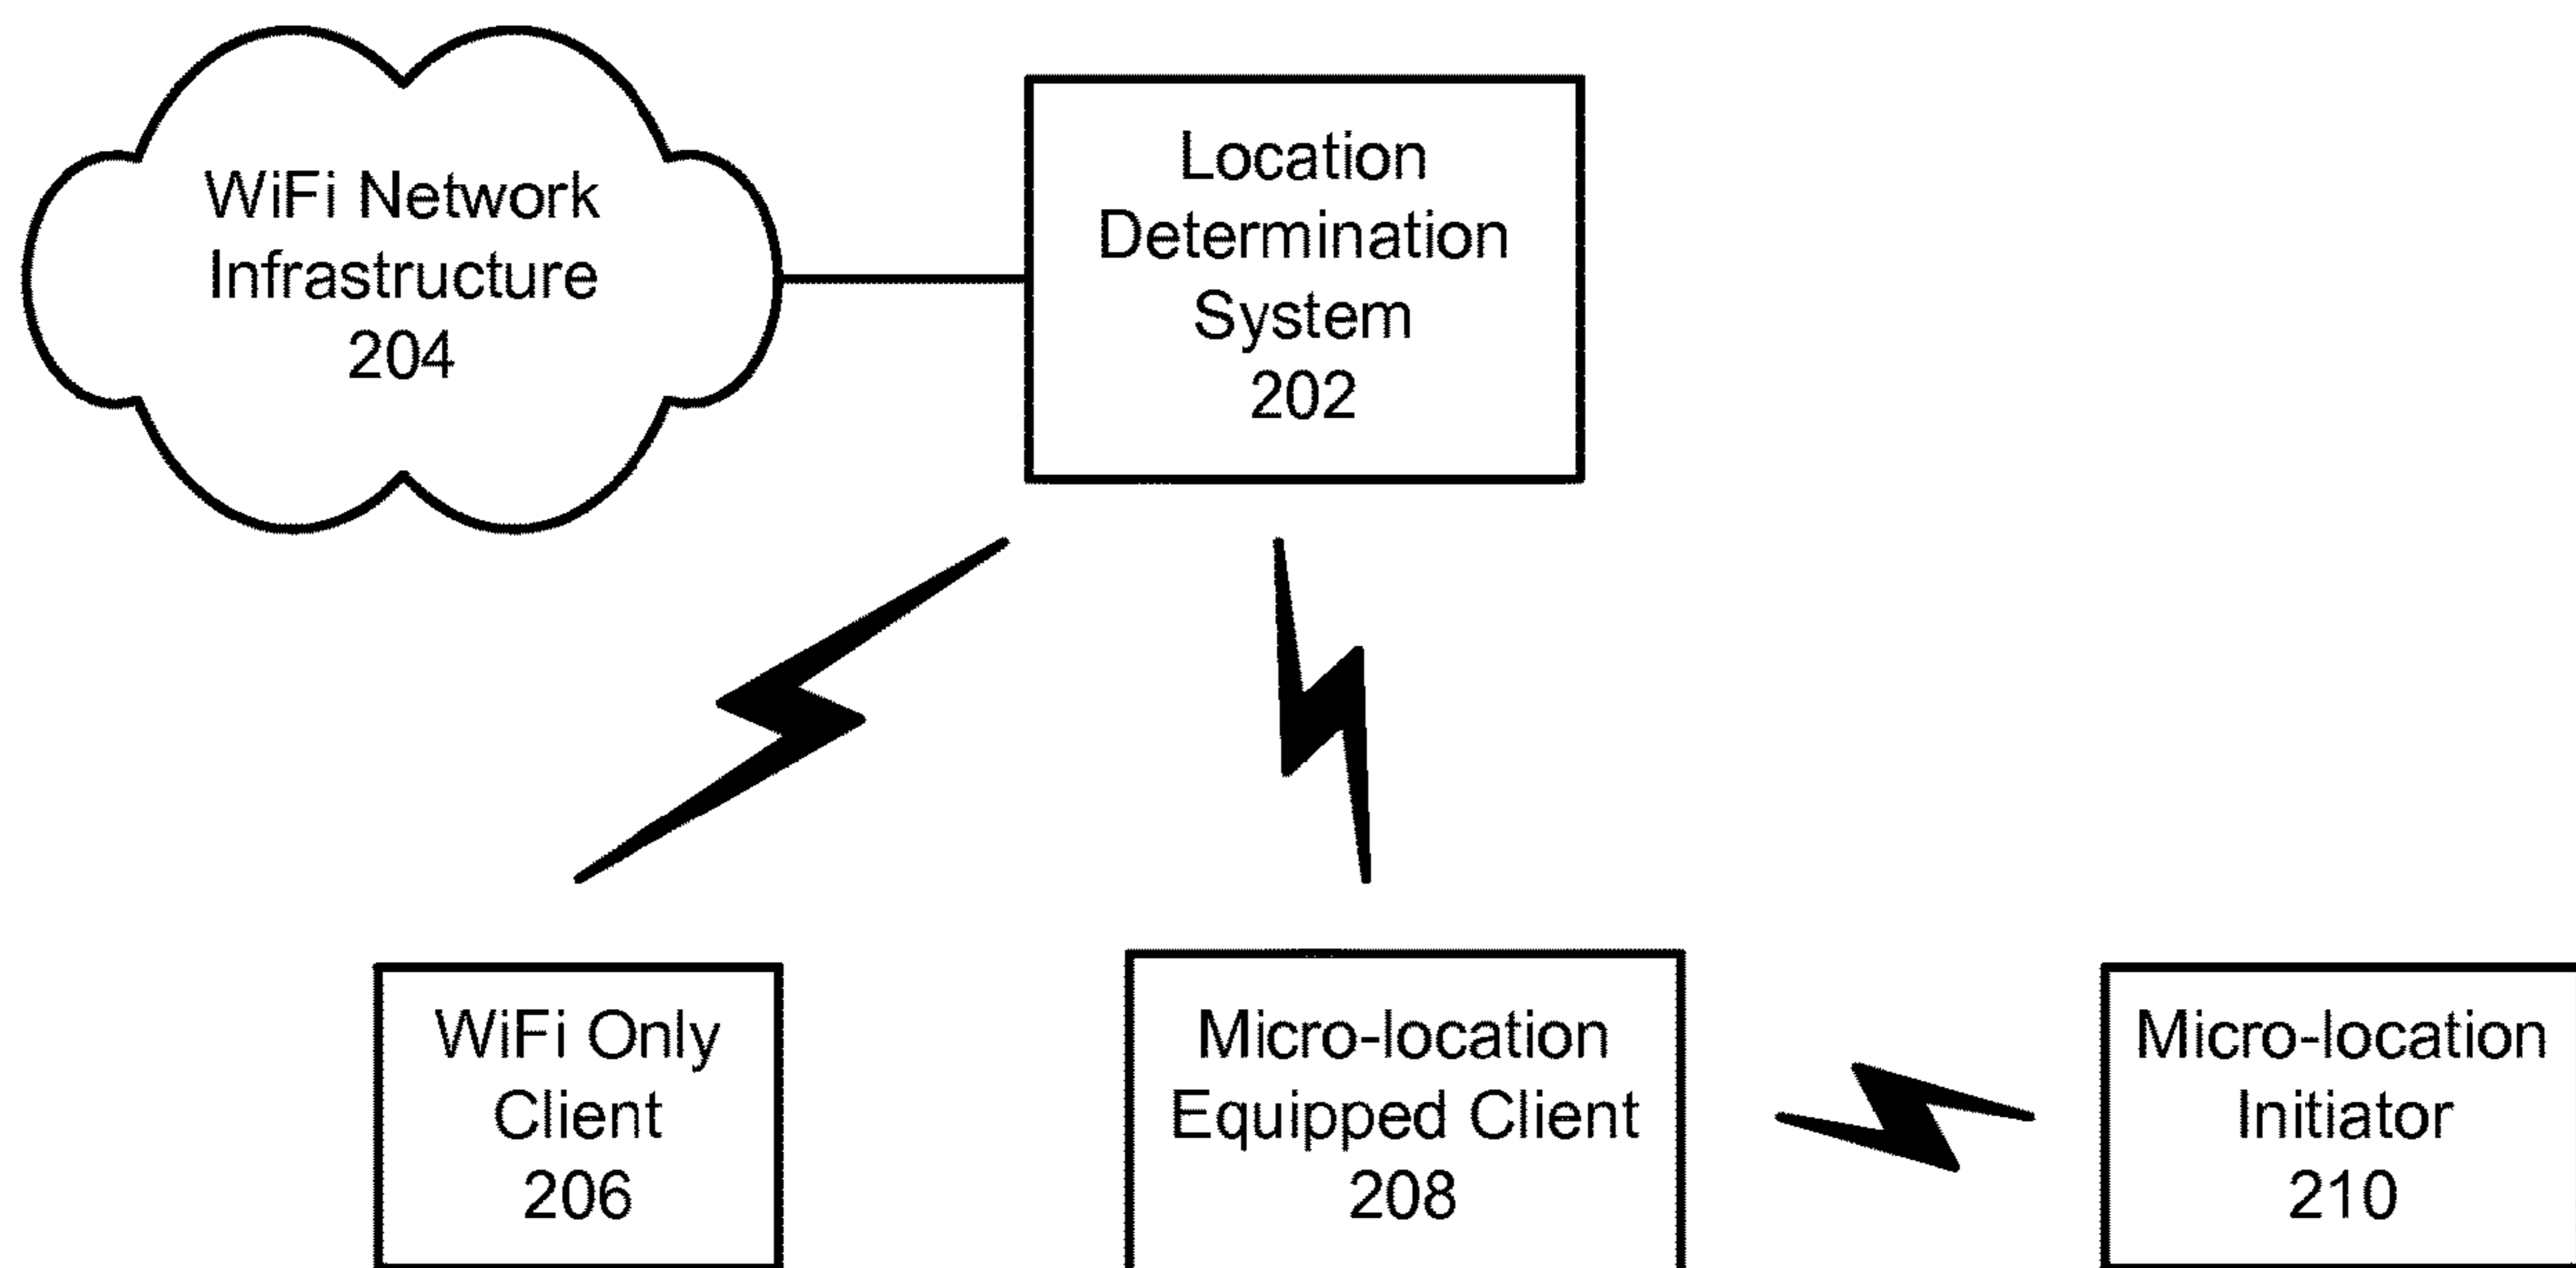 WiFi Network
Infrastructure
204
Location
Determination
System
202
WiFi Only
Client
206
Micro-location
Equipped Client
208
Micro-location
Initiator
210